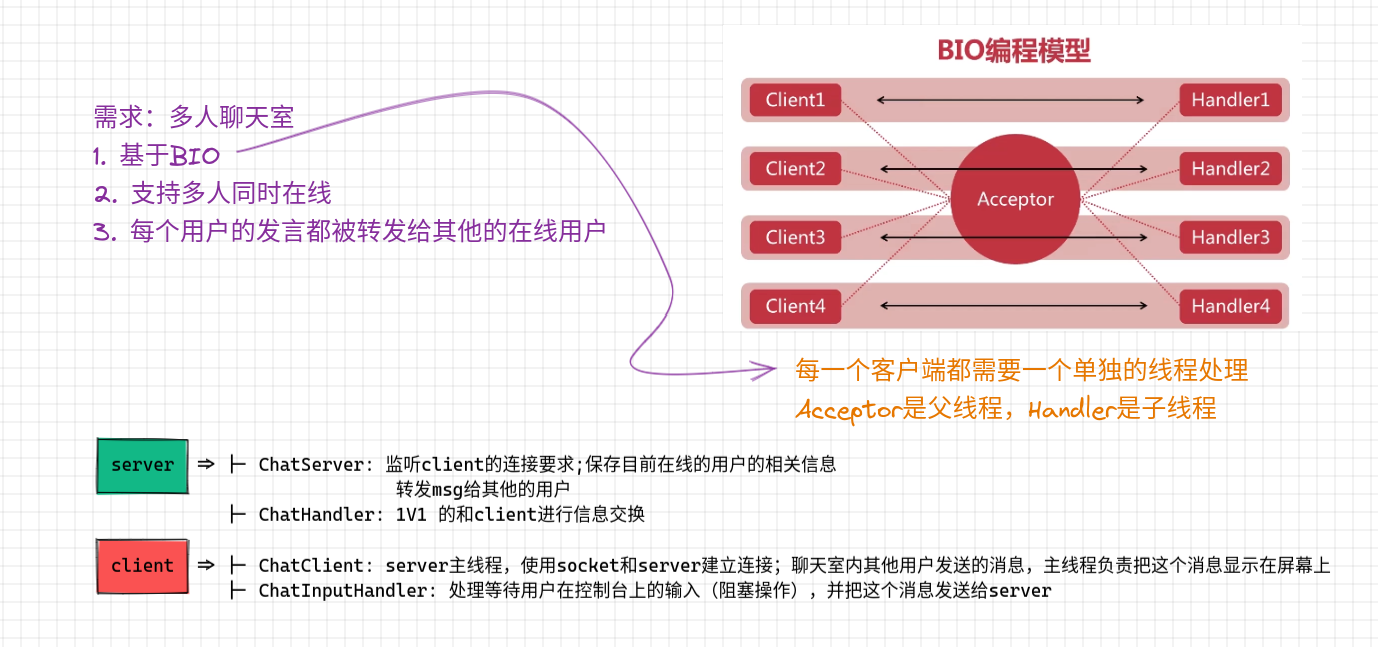 BIO编程模型
需求：多人聊天室
1. 基于BIO
2. 支持多人同时在线
3. 每个用户的发言都被转发给其他的在线用户
Client1
Handler1
Client2
Handler2
Acceptor
Client3
Handler3
Client4
Handler4
每一个客户端都需要一个单独的线程处理
Acceptor是父线程，Handler是子线程
server => ├─ ChatServer: 监听client的连接要求;保存目前在线的用户的相关信息
转发msg给其他的用户
├─ ChatHandler: 1V1 的和client进行信息交换
client => ├─ ChatClient: server主线程，使用socket和server建立连接；聊天室内其他用户发送的消息，主线程负责把这个消息显示在屏幕上
├─ ChatInputHandler: 处理等待用户在控制台上的输入（阻塞操作），并把这个消息发送给server